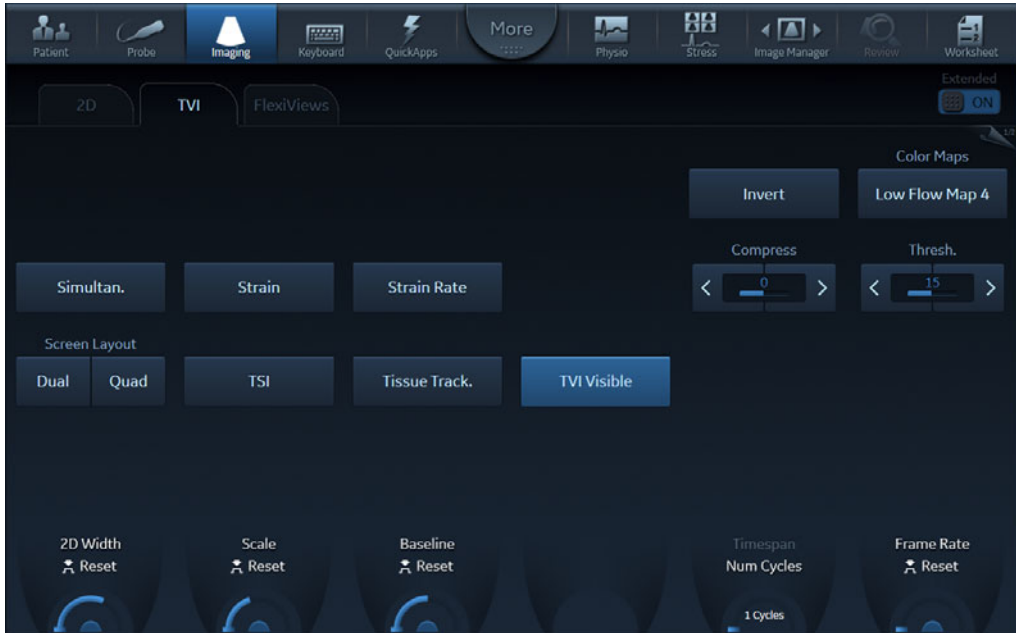 More
Patient Probe Imaging Keyboard QuickApps Physio Stress Image Manager Review Worksheet
Extended
2D TVI FlexiViews ON
1/3
Color Maps
Invert Low Flow Map 4
Compress Thresh.
Simultan. Strain Strain Rate 0 15
Screen Layout
Dual Quad TSI Tissue Track. TVI Visible
2D Width Scale Baseline Timespan Frame Rate
Reset Reset Reset Num Cycles Reset
1 Cycles